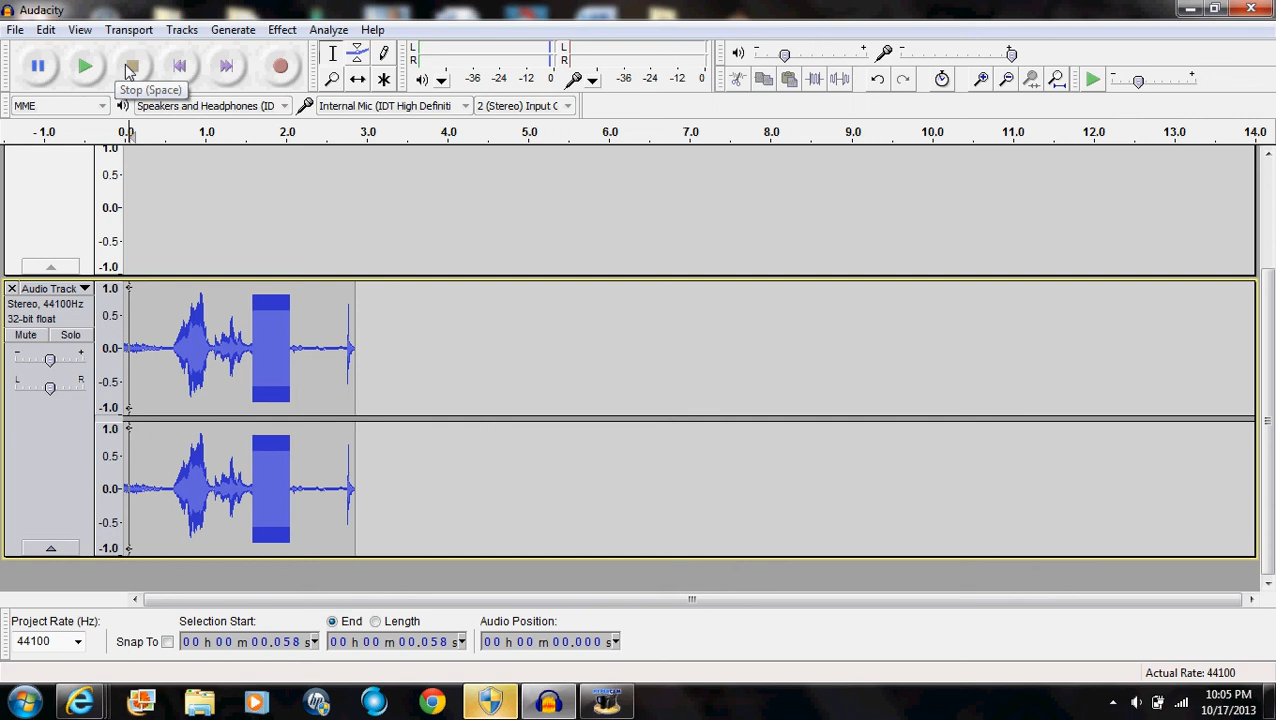 Audacity
File Edit View Transport Tracks Generate Effect Analyze Help
L R -36 -24 -12 0 L R -36 -24 -12 0
Stop (Space)
MME Speakers and Headphones (ID Internal Mic (IDT High Definiti 2 (Stereo) Input C
-1.0 0.0 1.0 2.0 3.0 4.0 5.0 6.0 7.0 8.0 9.0 10.0 11.0 12.0 13.0 14.0
1.0
0.5
0.0
-0.5
-1.0
Audio Track
Stereo, 44100Hz
32-bit float
Mute Solo
- +
L R
1.0
0.5
0.0
-0.5
-1.0
1.0
0.5
0.0
-0.5
-1.0
Project Rate (Hz): Selection Start: End Length Audio Position:
44100 Snap To 00 h 00 m 00.058 s 00 h 00 m 00.058 s 00 h 00 m 00.000 s
Actual Rate: 44100
10:05 PM
10/17/2013